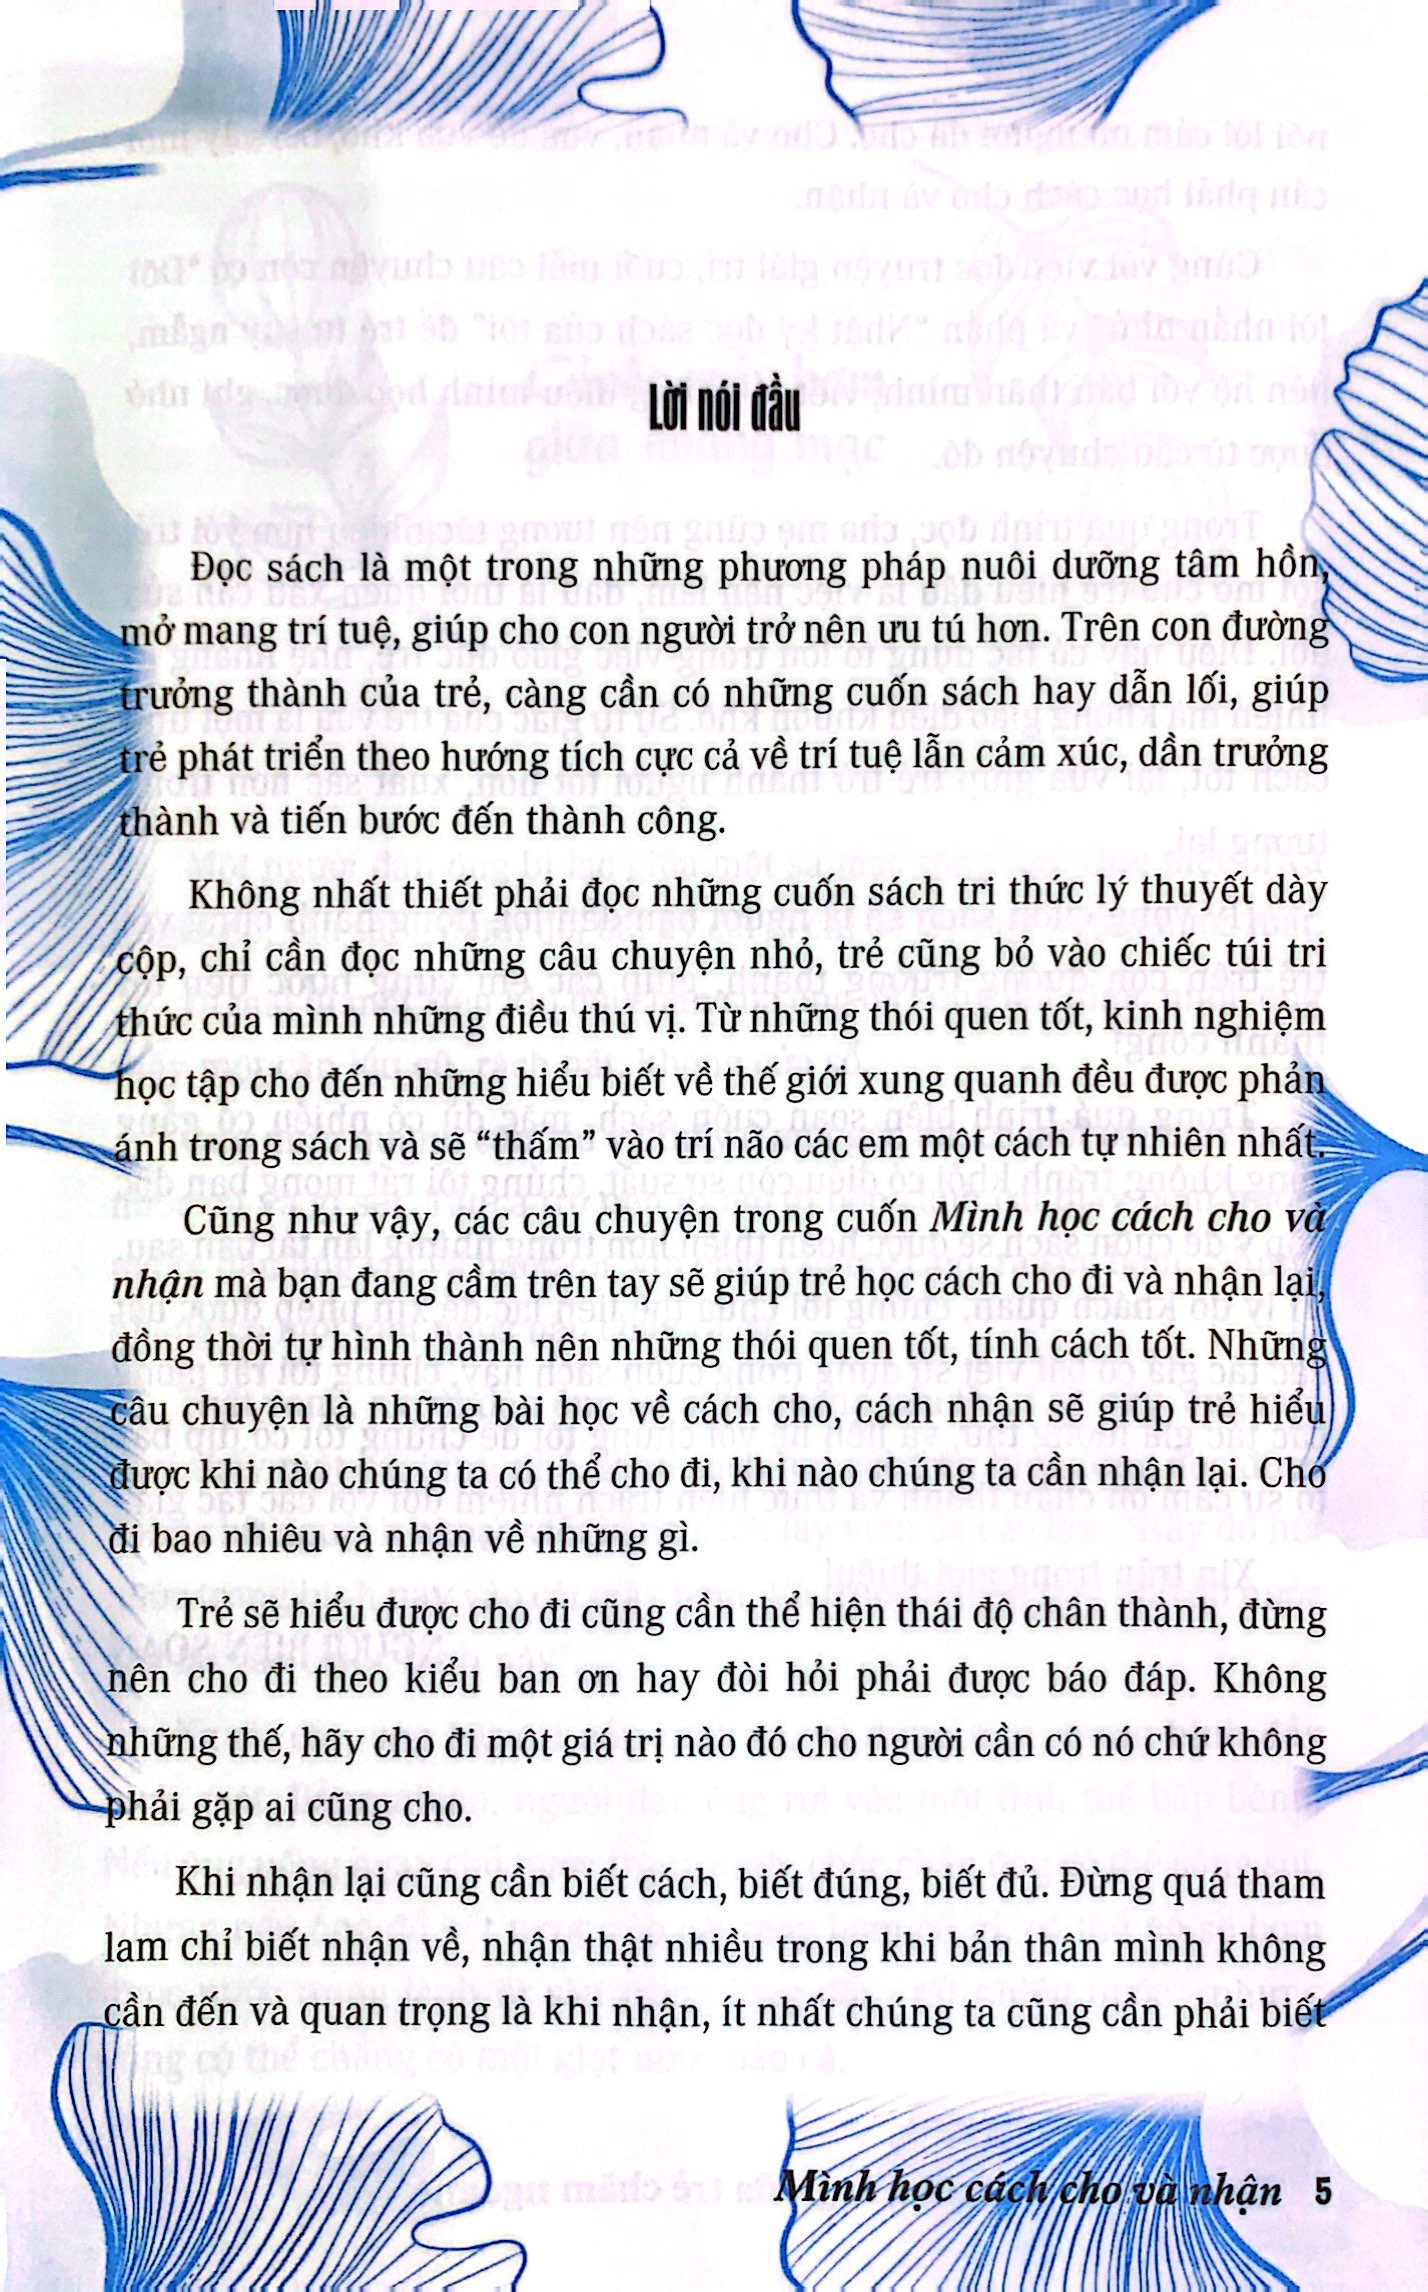 Lời nói đầu
Đọc sách là một trong những phương pháp nuôi dưỡng tâm hồn,
mở mang trí tuệ, giúp cho con người trở nên ưu tú hơn. Trên con đường
trưởng thành của trẻ, càng cần có những cuốn sách hay dẫn lối, giúp
trẻ phát triển theo hướng tích cực cả về trí tuệ lẫn cảm xúc, dần trưởng
thành và tiến bước đến thành công.
Không nhất thiết phải đọc những cuốn sách tri thức lý thuyết dày
cộp, chỉ cần đọc những câu chuyện nhỏ, trẻ cũng bỏ vào chiếc túi tri
thức của mình những điều thú vị. Từ những thói quen tốt, kinh nghiệm
học tập cho đến những hiểu biết về thế giới xung quanh đều được phản
ánh trong sách và sẽ “thấm” vào trí não các em một cách tự nhiên nhất.
Cũng như vậy, các câu chuyện trong cuốn Mình học cách cho và
nhận mà bạn đang cầm trên tay sẽ giúp trẻ học cách cho đi và nhận lại,
đồng thời tự hình thành nên những thói quen tốt, tính cách tốt. Những
câu chuyện là những bài học về cách cho, cách nhận sẽ giúp trẻ hiểu
được khi nào chúng ta có thể cho đi, khi nào chúng ta cần nhận lại. Cho
đi bao nhiêu và nhận về những gì.
Trẻ sẽ hiểu được cho đi cũng cần thể hiện thái độ chân thành, đừng
nên cho đi theo kiểu ban ơn hay đòi hỏi phải được báo đáp. Không
những thế, hãy cho đi một giá trị nào đó cho người cần có nó chứ không
phải gặp ai cũng cho.
Khi nhận lại cũng cần biết cách, biết đúng, biết đủ. Đừng quá tham
lam chỉ biết nhận về, nhận thật nhiều trong khi bản thân mình không
cần đến và quan trọng là khi nhận, ít nhất chúng ta cũng cần phải biết
Mình học cách cho và nhận 5